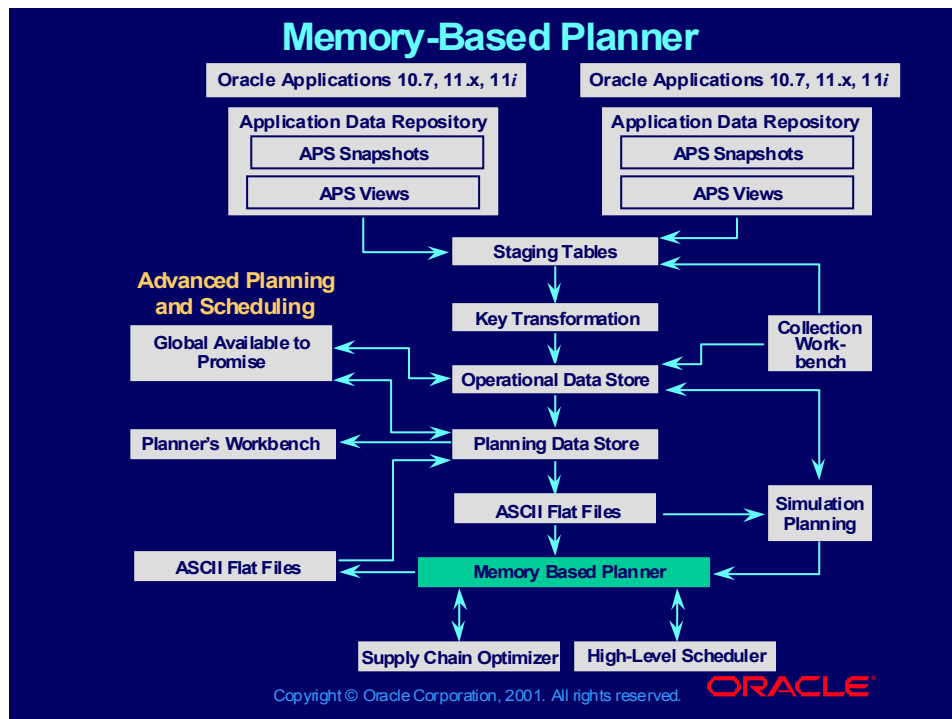 Memory-Based Planner
Oracle Applications 10.7, 11.x, 11i
Oracle Applications 10.7, 11.x, 11i
Application Data Repository
APS Snapshots
APS Views
Application Data Repository
APS Snapshots
APS Views
Staging Tables
Advanced Planning
and Scheduling
Key Transformation
Collection
Work-
bench
Global Available to
Promise
Operational Data Store
Planner's Workbench
Planning Data Store
ASCII Flat Files
Simulation
Planning
ASCII Flat Files
Memory Based Planner
Supply Chain Optimizer
High-Level Scheduler
Copyright © Oracle Corporation, 2001. All rights reserved.
ORACLE®